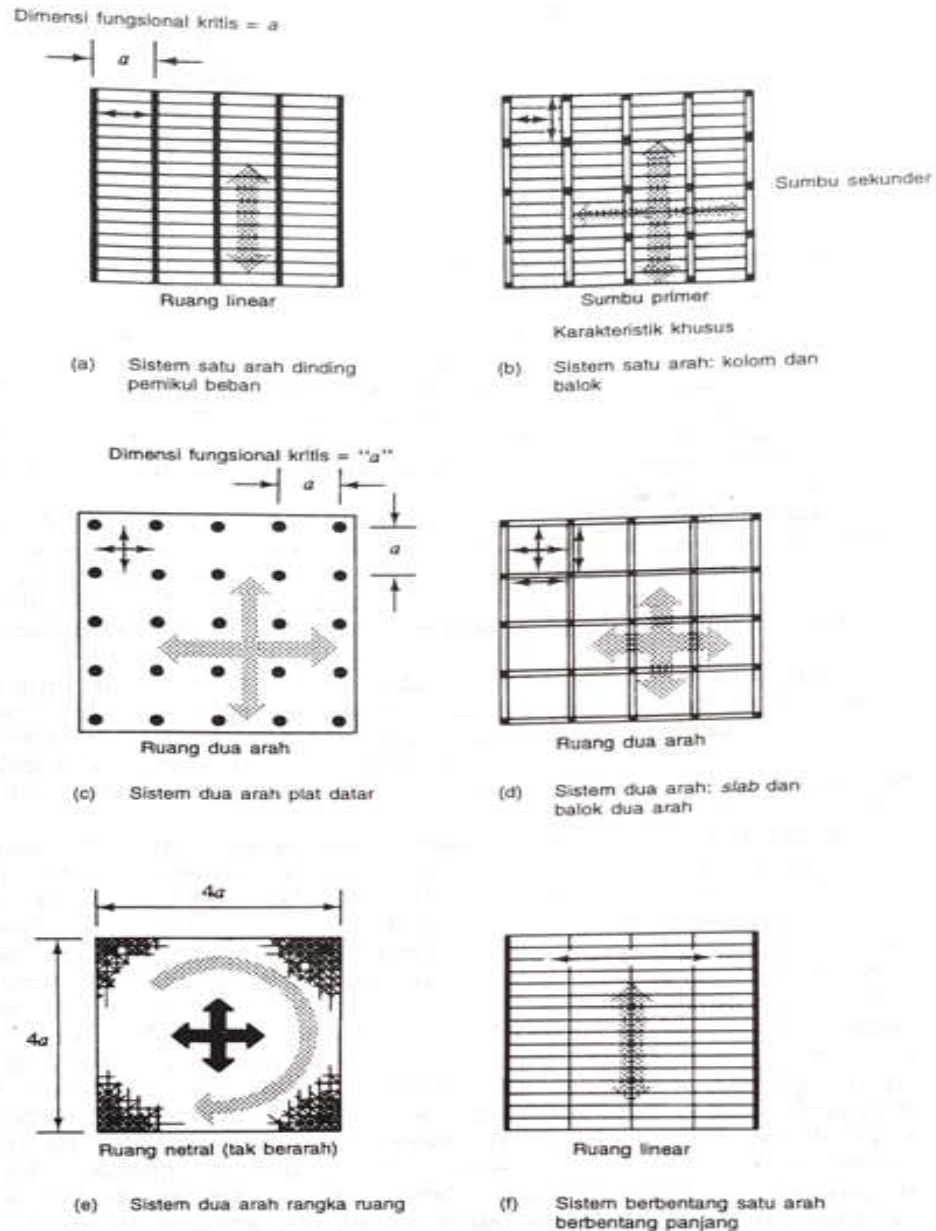 Dimensi fungsional kritis = a
a
Sumbu sekunder
Ruang linear
Sumbu primer
Karakteristik khusus
(a) Sistem satu arah dinding
pemikul beban
(b) Sistem satu arah: kolom dan
balok
Dimensi fungsional kritis = "a"
a
a
Ruang dua arah
Ruang dua arah
(c) Sistem dua arah plat datar
(d) Sistem dua arah: slab dan
balok dua arah
4a
4a
Ruang netral (tak berarah)
Ruang linear
(e) Sistem dua arah rangka ruang
(f) Sistem berbentang satu arah
berbentang panjang